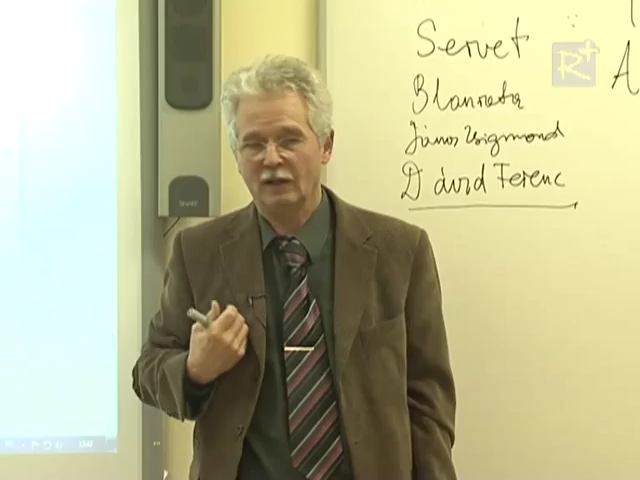 Servet
Blandrata
János Zsigmond
Dávid Ferenc
A
R+